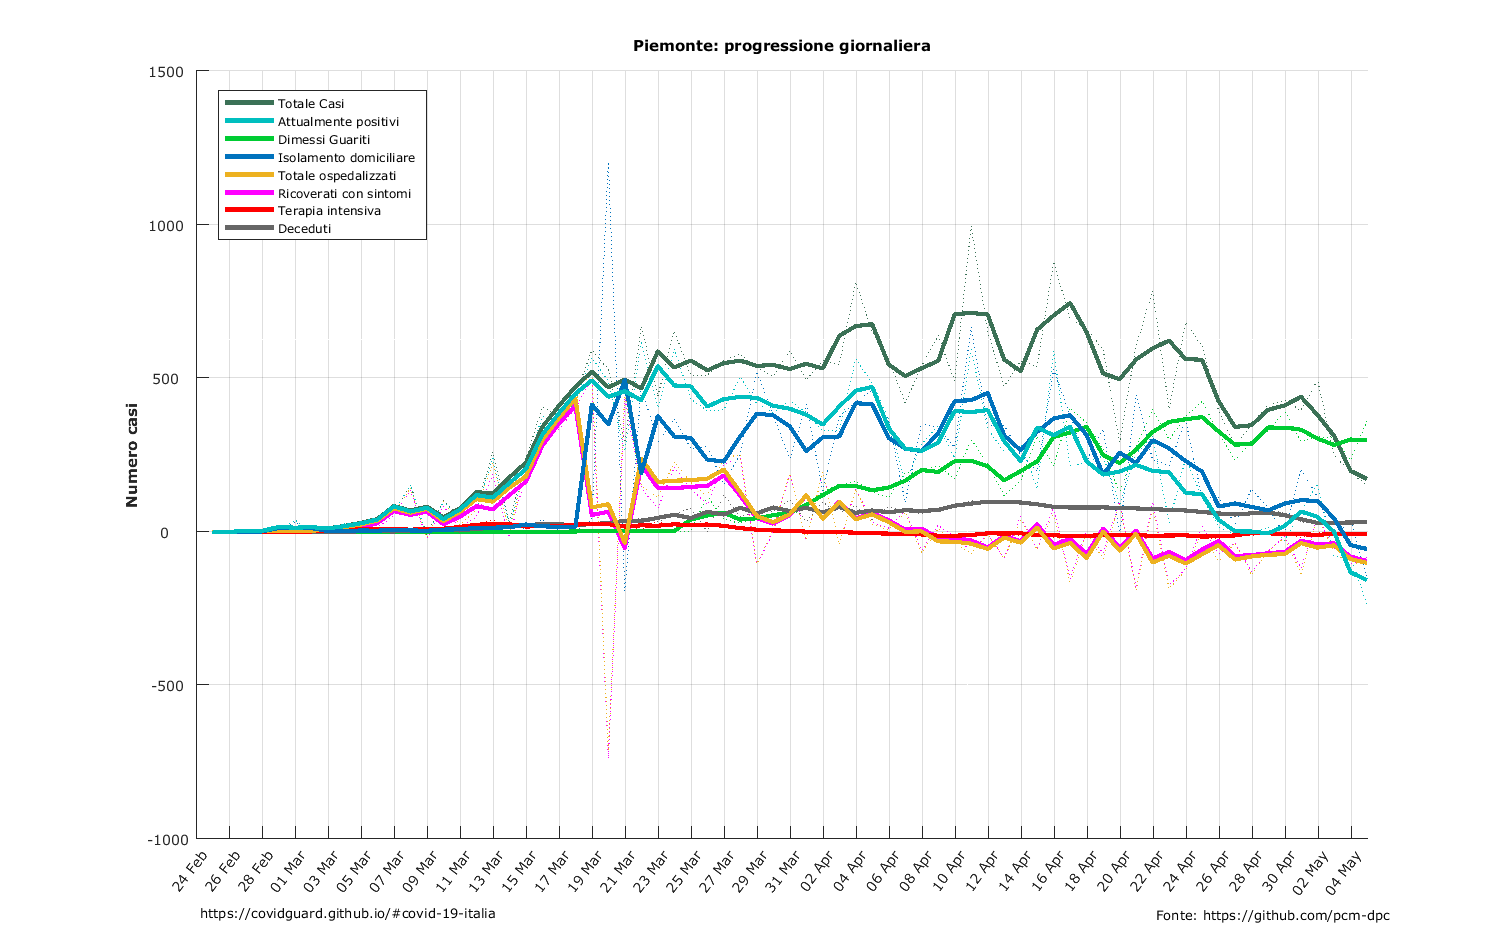 Piemonte: progressione giornaliera
1500
1000
500
0
-500
-1000
Numero casi
Totale Casi
Attualmente positivi
Dimessi Guariti
Isolamento domiciliare
Totale ospedalizzati
Ricoverati con sintomi
Terapia intensiva
Deceduti
24 Feb
26 Feb
28 Feb
01 Mar
03 Mar
05 Mar
07 Mar
09 Mar
11 Mar
13 Mar
15 Mar
17 Mar
19 Mar
21 Mar
23 Mar
25 Mar
27 Mar
29 Mar
31 Mar
02 Apr
04 Apr
06 Apr
08 Apr
10 Apr
12 Apr
14 Apr
16 Apr
18 Apr
20 Apr
22 Apr
24 Apr
26 Apr
28 Apr
30 Apr
02 May
04 May
https://covidguard.github.io/#covid-19-italia
Fonte: https://github.com/pcm-dpc